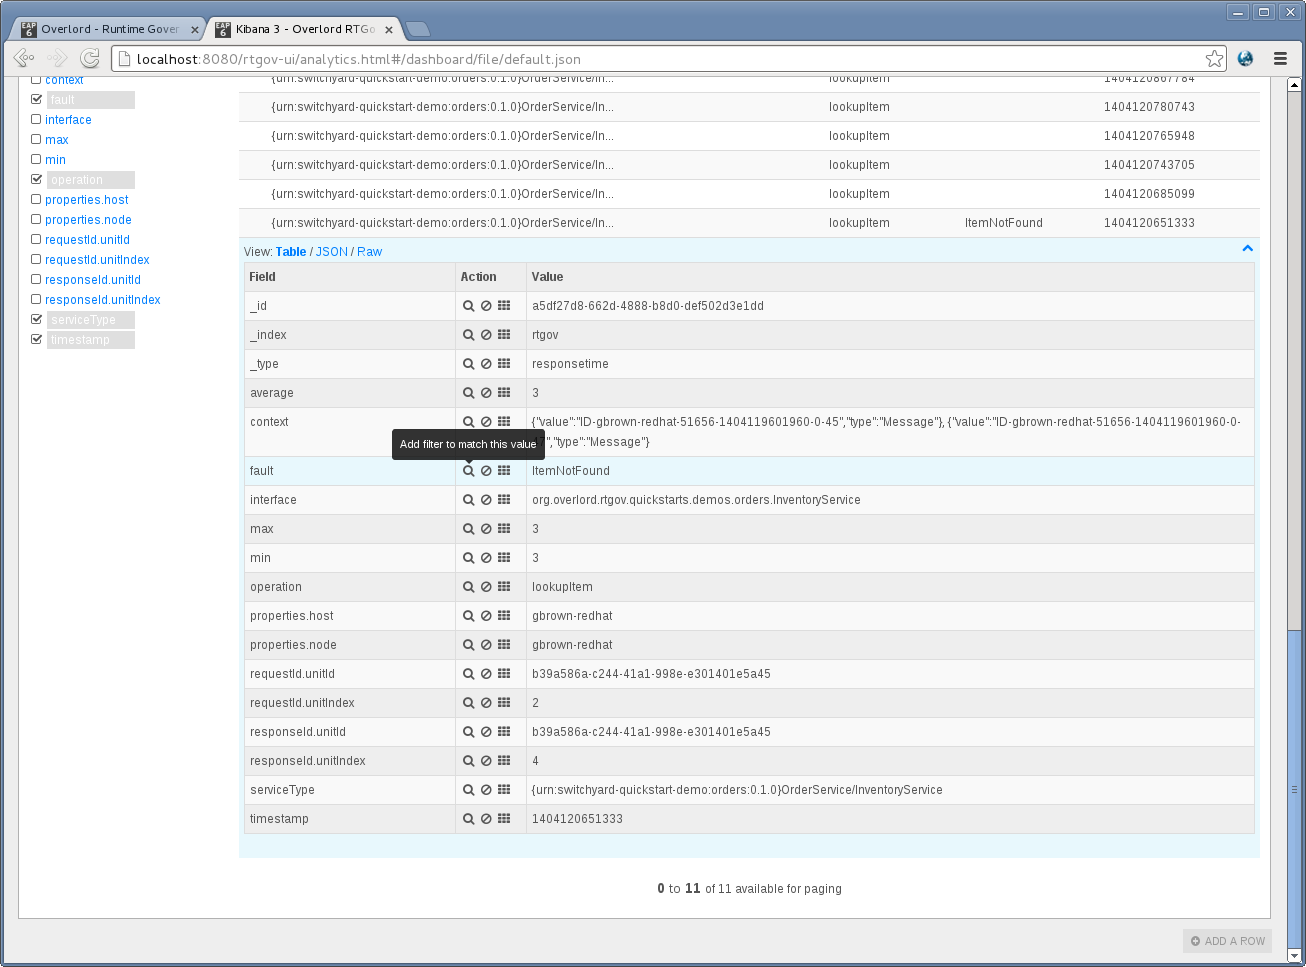 Overlord - Runtime Gover
Kibana 3 - Overlord RTGo
localhost:8080/rtgov-ui/analytics.html#/dashboard/file/default.json
context
fault
interface
max
min
operation
properties.host
properties.node
requestId.unitId
requestId.unitIndex
responseId.unitId
responseId.unitIndex
serviceType
timestamp
lookupItem 1404120867784
{urn:switchyard-quickstart-demo:orders:0.1.0}OrderService/In... lookupItem 1404120780743
{urn:switchyard-quickstart-demo:orders:0.1.0}OrderService/In... lookupItem 1404120765948
{urn:switchyard-quickstart-demo:orders:0.1.0}OrderService/In... lookupItem 1404120743705
{urn:switchyard-quickstart-demo:orders:0.1.0}OrderService/In... lookupItem 1404120685099
{urn:switchyard-quickstart-demo:orders:0.1.0}OrderService/In... lookupItem ItemNotFound 1404120651333
View: Table / JSON / Raw
Field Action Value
_id a5df27d8-662d-4888-b8d0-def502d3e1dd
_index rtgov
_type responsetime
average 3
context {"value":"ID-gbrown-redhat-51656-1404119601960-0-45","type":"Message"}, {"value":"ID-gbrown-redhat-51656-1404119601960-0-
Add filter to match this value
","type":"Message"}
fault ItemNotFound
interface org.overlord.rtgov.quickstarts.demos.orders.InventoryService
max 3
min 3
operation lookupItem
properties.host gbrown-redhat
properties.node gbrown-redhat
requestId.unitId b39a586a-c244-41a1-998e-e301401e5a45
requestId.unitIndex 2
responseId.unitId b39a586a-c244-41a1-998e-e301401e5a45
responseId.unitIndex 4
serviceType {urn:switchyard-quickstart-demo:orders:0.1.0}OrderService/InventoryService
timestamp 1404120651333
0 to 11 of 11 available for paging
ADD A ROW